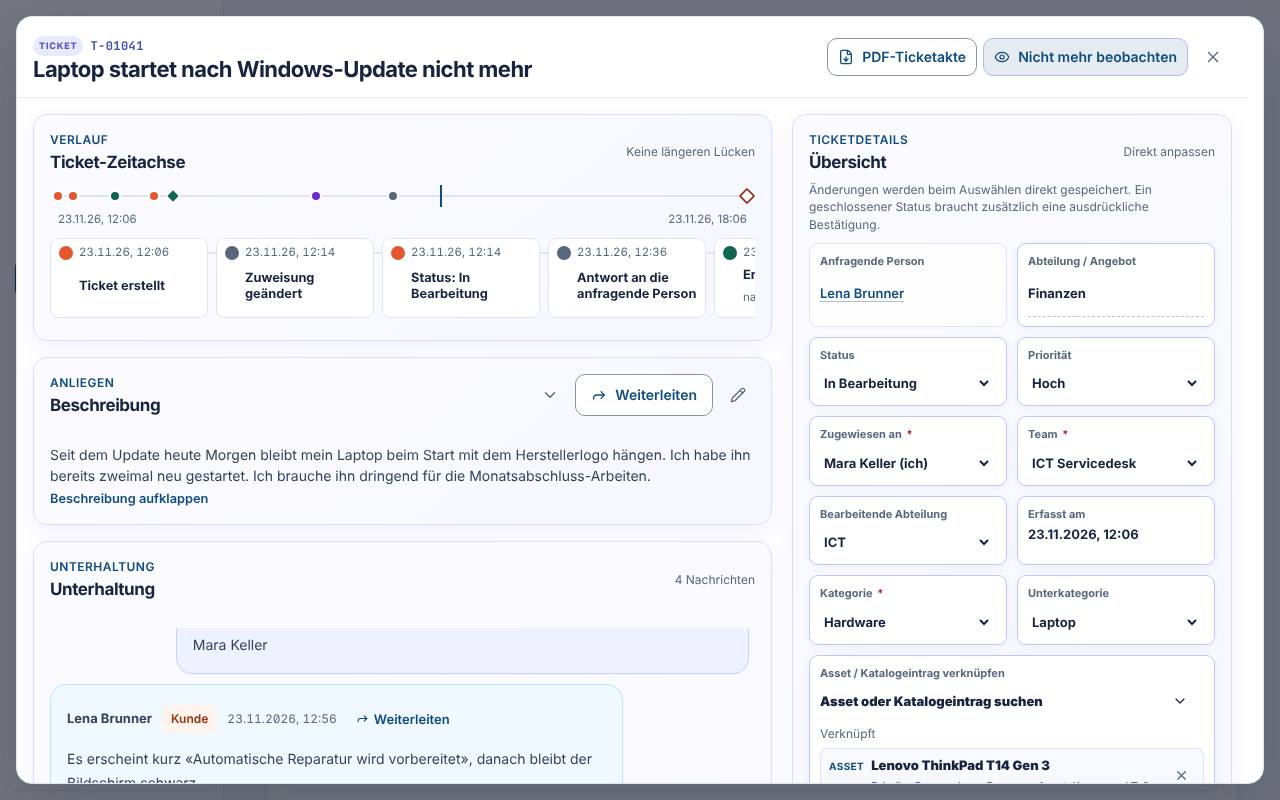 TICKET T-01041
Laptop startet nach Windows-Update nicht mehr
PDF-Ticketakte
Nicht mehr beobachten
VERLAUF
Ticket-Zeitachse
Keine längeren Lücken
23.11.26, 12:06
23.11.26, 18:06
23.11.26, 12:06
Ticket erstellt
23.11.26, 12:14
Zuweisung
geändert
23.11.26, 12:14
Status: In
Bearbeitung
23.11.26, 12:36
Antwort an die
anfragende Person
ANLIEGEN
Beschreibung
Weiterleiten
Seit dem Update heute Morgen bleibt mein Laptop beim Start mit dem Herstellerlogo hängen. Ich habe ihn
bereits zweimal neu gestartet. Ich brauche ihn dringend für die Monatsabschluss-Arbeiten.
Beschreibung aufklappen
UNTERHALTUNG
Unterhaltung
4 Nachrichten
Mara Keller
Lena Brunner Kunde 23.11.2026, 12:56 Weiterleiten
Es erscheint kurz «Automatische Reparatur wird vorbereitet», danach bleibt der
Bildschirm schwarz.
TICKETDETAILS
Übersicht
Direkt anpassen
Änderungen werden beim Auswählen direkt gespeichert. Ein
geschlossener Status braucht zusätzlich eine ausdrückliche
Bestätigung.
Anfragende Person
Lena Brunner
Abteilung / Angebot
Finanzen
Status
In Bearbeitung
Priorität
Hoch
Zugewiesen an *
Mara Keller (ich)
Team *
ICT Servicedesk
Bearbeitende Abteilung
ICT
Erfasst am
23.11.2026, 12:06
Kategorie *
Hardware
Unterkategorie
Laptop
Asset / Katalogeintrag verknüpfen
Asset oder Katalogeintrag suchen
Verknüpft
ASSET Lenovo ThinkPad T14 Gen 3